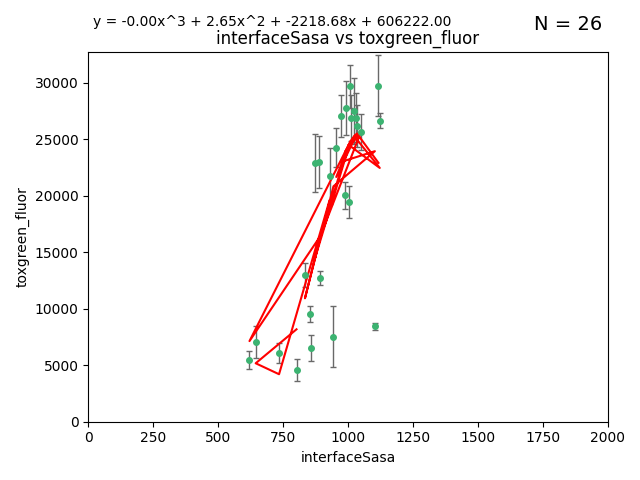 y = -0.00x^3 + 2.65x^2 + -2218.68x + 606222.00
N = 26
interfaceSasa vs toxgreen_fluor
30000
25000
20000
15000
10000
5000
0
toxgreen_fluor
0 250 500 750 1000 1250 1500 1750 2000
interfaceSasa